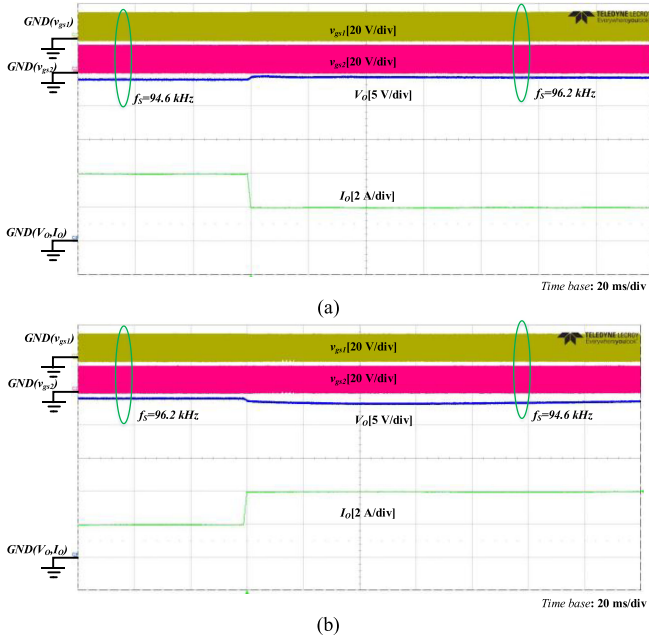 GND(vgs1)
TELEDYNE LECROY
Everywhereyoulook
vgs1[20 V/div]
GND(vgs2)
vgs2[20 V/div]
fS=94.6 kHz
VO[5 V/div]
fS=96.2 kHz
IO[2 A/div]
GND(VO,IO)
Time base: 20 ms/div
(a)
GND(vgs1)
TELEDYNE LECROY
Everywhereyoulook
vgs1[20 V/div]
GND(vgs2)
vgs2[20 V/div]
fS=96.2 kHz
VO[5 V/div]
fS=94.6 kHz
IO[2 A/div]
GND(VO,IO)
Time base: 20 ms/div
(b)